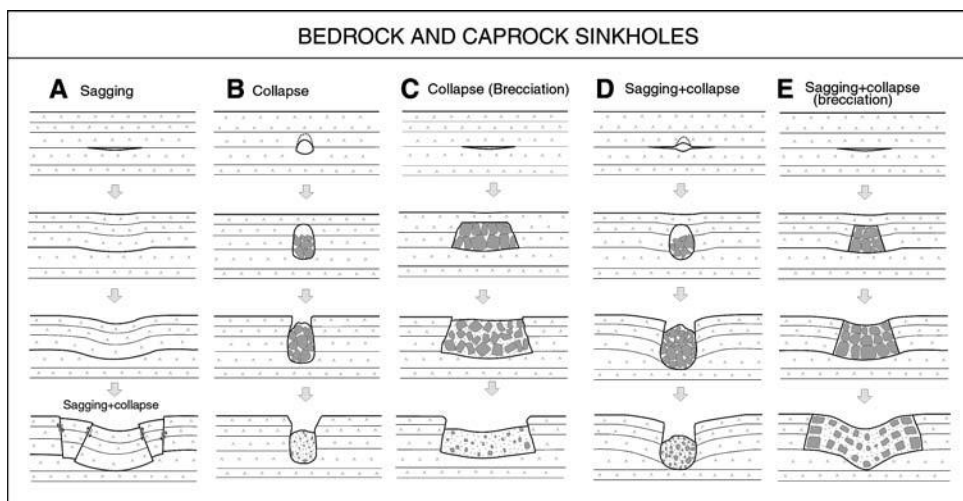 BEDROCK AND CAPROCK SINKHOLES
A Sagging
B Collapse
C Collapse (Brecciation)
D Sagging+collapse
E Sagging+collapse
(brecciation)
Sagging+collapse